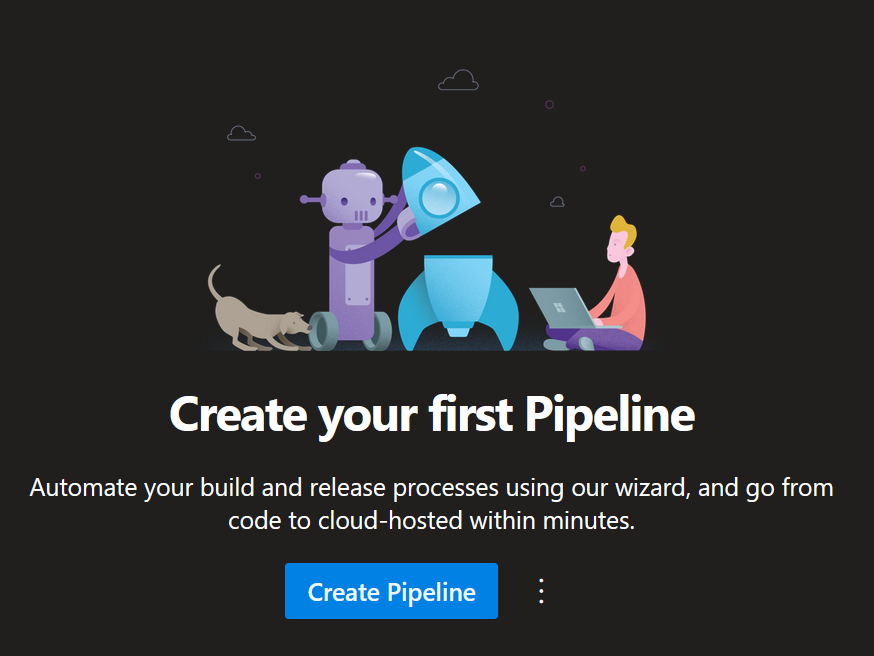 Create your first Pipeline
Automate your build and release processes using our wizard, and go from
code to cloud-hosted within minutes.
Create Pipeline